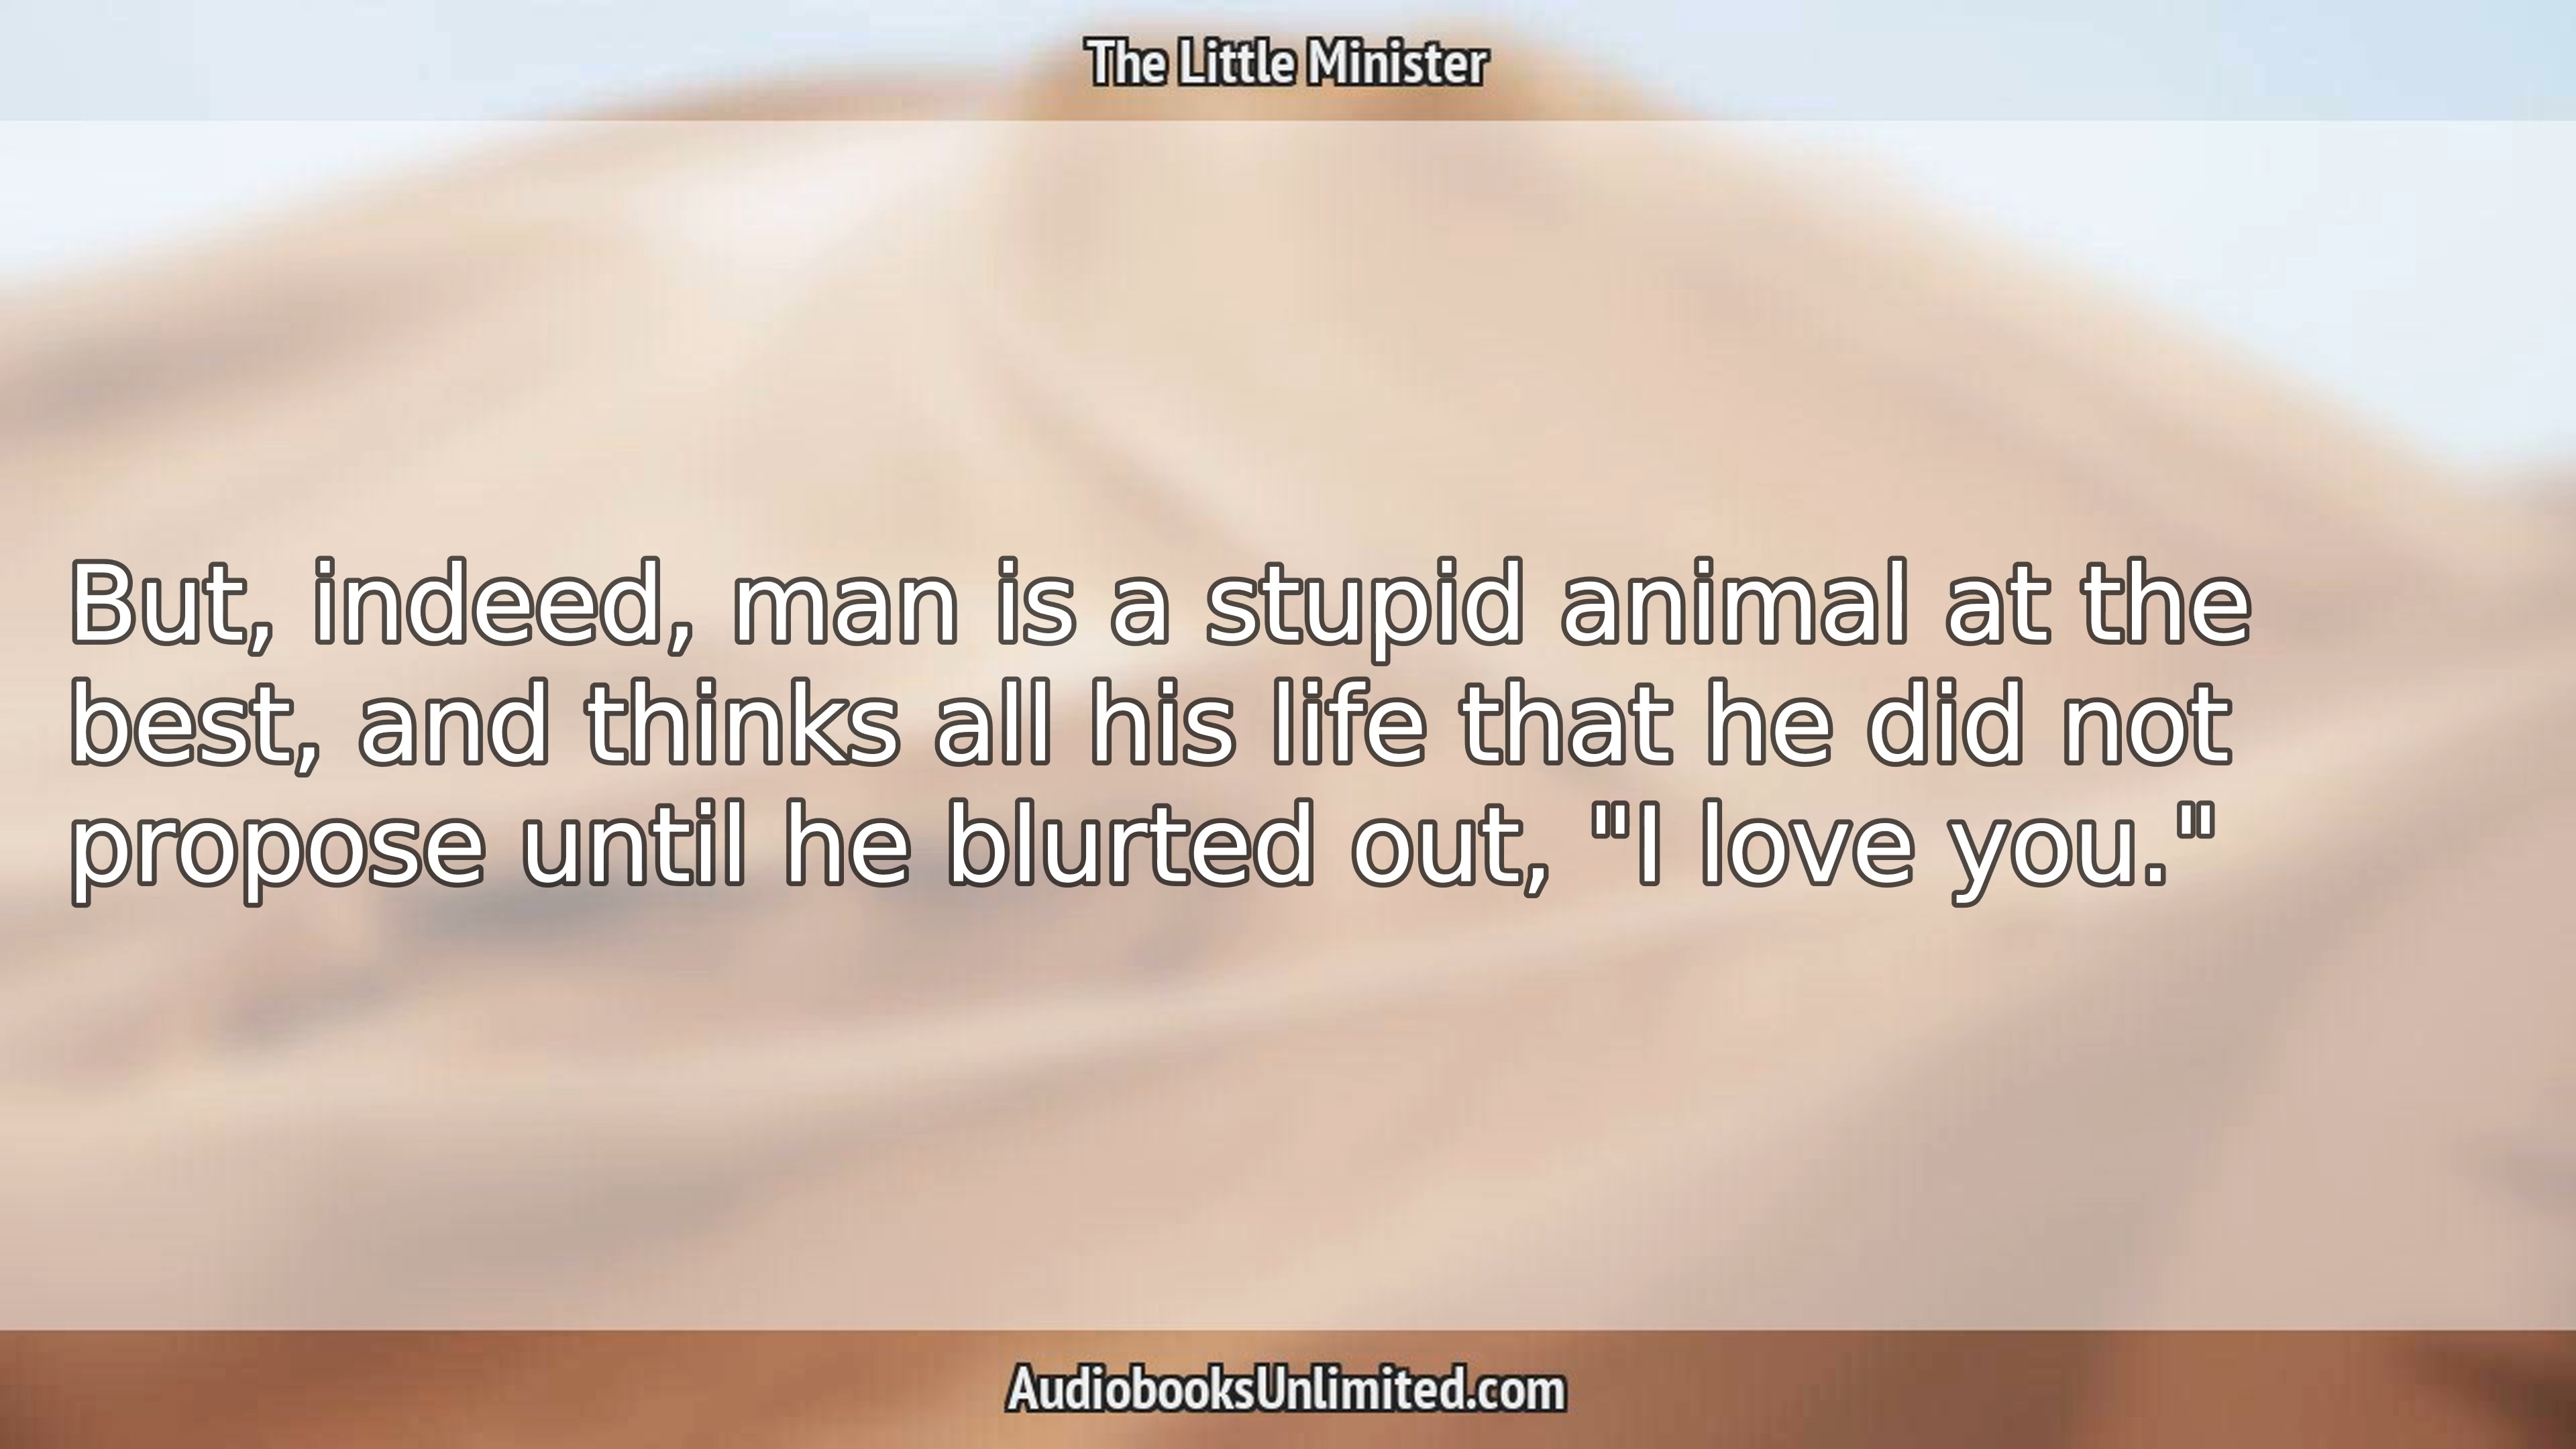 The Little Minister
But, indeed, man is a stupid animal at the
best, and thinks all his life that he did not
propose until he blurted out, "I love you."
AudiobooksUnlimited.com